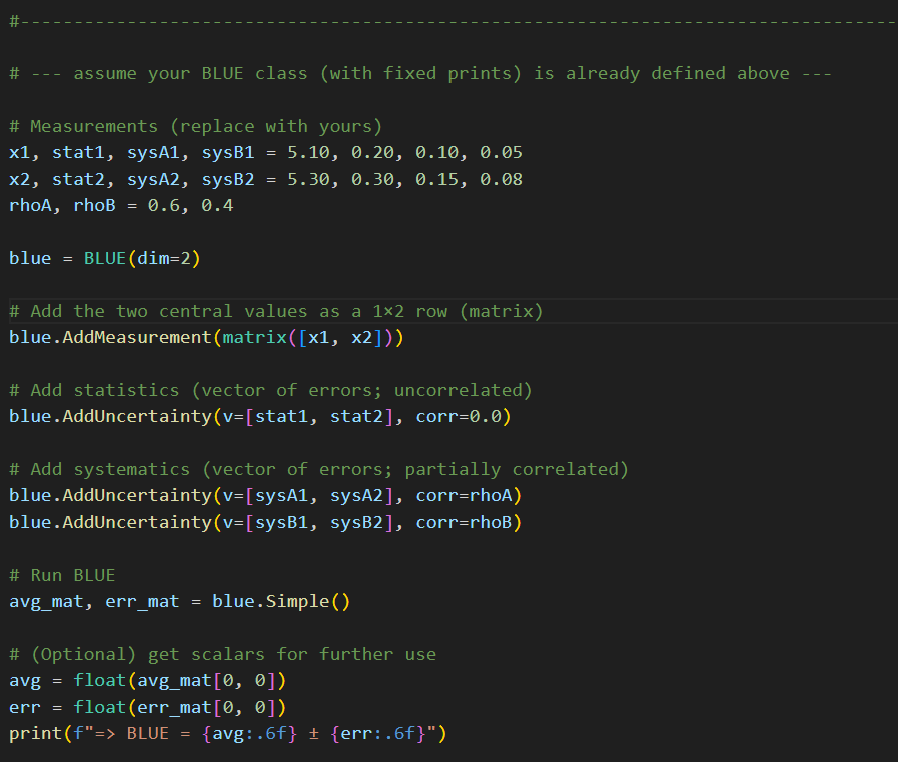 #----------------------------------------------------------------------------------
# --- assume your BLUE class (with fixed prints) is already defined above ---
# Measurements (replace with yours)
x1, stat1, sysA1, sysB1 = 5.10, 0.20, 0.10, 0.05
x2, stat2, sysA2, sysB2 = 5.30, 0.30, 0.15, 0.08
rhoA, rhoB = 0.6, 0.4
blue = BLUE(dim=2)
# Add the two central values as a 1×2 row (matrix)
blue.AddMeasurement(matrix([x1, x2]))
# Add statistics (vector of errors; uncorrelated)
blue.AddUncertainty(v=[stat1, stat2], corr=0.0)
# Add systematics (vector of errors; partially correlated)
blue.AddUncertainty(v=[sysA1, sysA2], corr=rhoA)
blue.AddUncertainty(v=[sysB1, sysB2], corr=rhoB)
# Run BLUE
avg_mat, err_mat = blue.Simple()
# (Optional) get scalars for further use
avg = float(avg_mat[0, 0])
err = float(err_mat[0, 0])
print(f"=> BLUE = {avg:.6f} ± {err:.6f}")